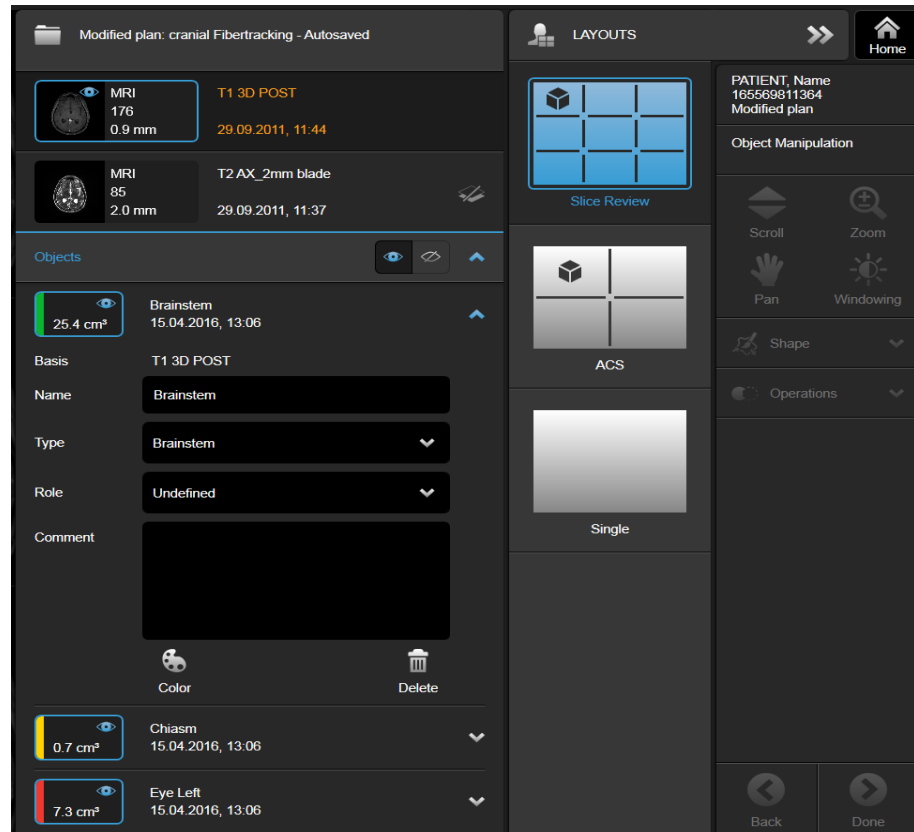 Modified plan: cranial Fibertracking - Autosaved
MRI
176
0.9 mm
T1 3D POST
29.09.2011, 11:44
MRI
85
2.0 mm
T2 AX_2mm blade
29.09.2011, 11:37
Objects
25.4 cm³
Brainstem
15.04.2016, 13:06
Basis
T1 3D POST
Name
Brainstem
Type
Brainstem
Role
Undefined
Comment
Color
Delete
0.7 cm³
Chiasm
15.04.2016, 13:06
7.3 cm³
Eye Left
15.04.2016, 13:06
LAYOUTS
Slice Review
ACS
Single
Home
PATIENT, Name
165569811364
Modified plan
Object Manipulation
Scroll
Zoom
Pan
Windowing
Shape
Operations
Back
Done